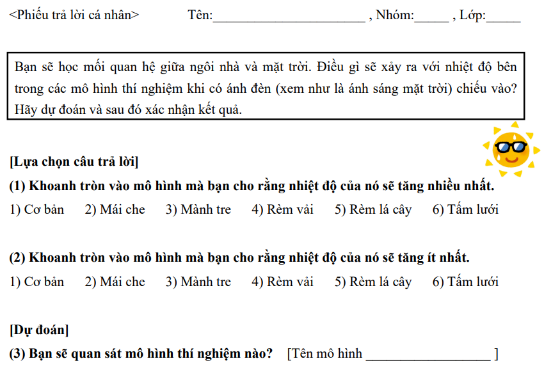 <Phiếu trả lời cá nhân> Tên:________________________ , Nhóm:_____ , Lớp:_____
Bạn sẽ học mối quan hệ giữa ngôi nhà và mặt trời. Điều gì sẽ xảy ra với nhiệt độ bên
trong các mô hình thí nghiệm khi có ánh đèn (xem như là ánh sáng mặt trời) chiếu vào?
Hãy dự đoán và sau đó xác nhận kết quả.
[Lựa chọn câu trả lời]
(1) Khoanh tròn vào mô hình mà bạn cho rằng nhiệt độ của nó sẽ tăng nhiều nhất.
1) Cơ bản 2) Mái che 3) Mành tre 4) Rèm vải 5) Rèm lá cây 6) Tấm lưới
(2) Khoanh tròn vào mô hình mà bạn cho rằng nhiệt độ của nó sẽ tăng ít nhất.
1) Cơ bản 2) Mái che 3) Mành tre 4) Rèm vải 5) Rèm lá cây 6) Tấm lưới
[Dự đoán]
(3) Bạn sẽ quan sát mô hình thí nghiệm nào? [Tên mô hình ___________________ ]